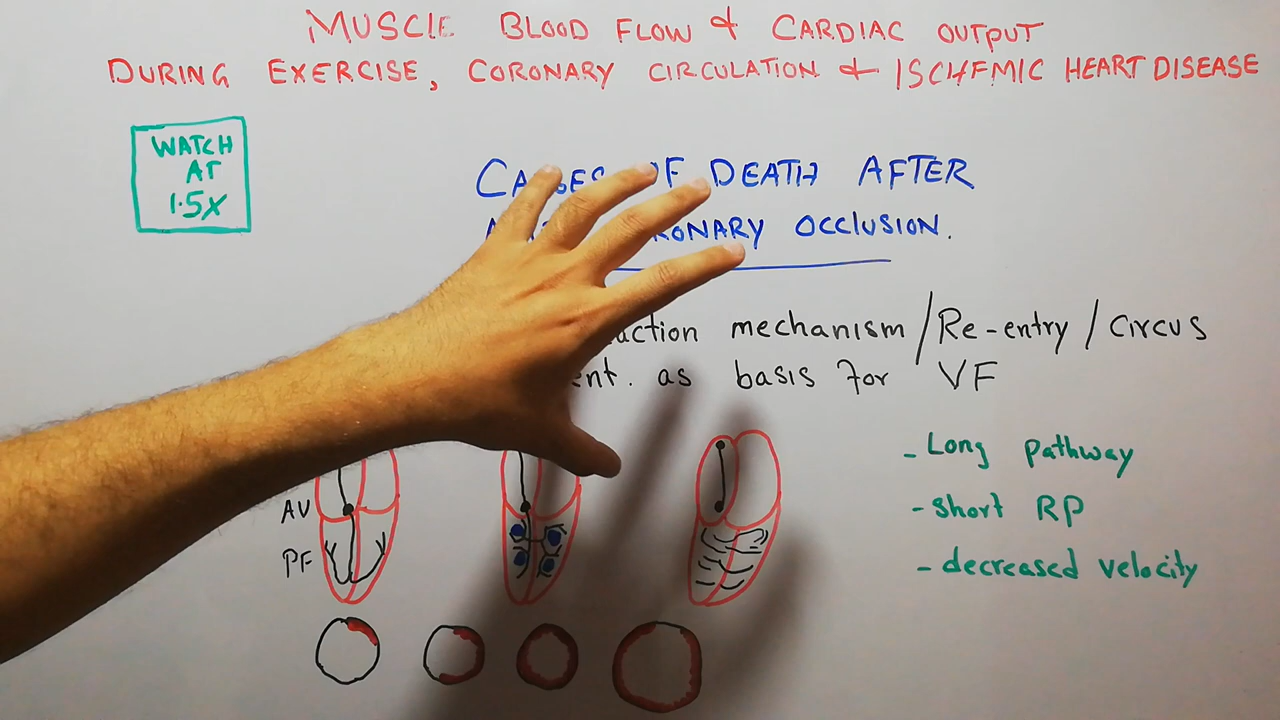 MUSCLE BLOOD FLOW & CARDIAC OUTPUT
DURING EXERCISE, CORONARY CIRCULATION & ISCHEMIC HEART DISEASE
WATCH
AT
1.5X
DEATH AFTER
OCCLUSION.
mechanism / Re-entry / Circus
as basis for VF
- Long pathway
- short RP
- decreased velocity
AV
PF